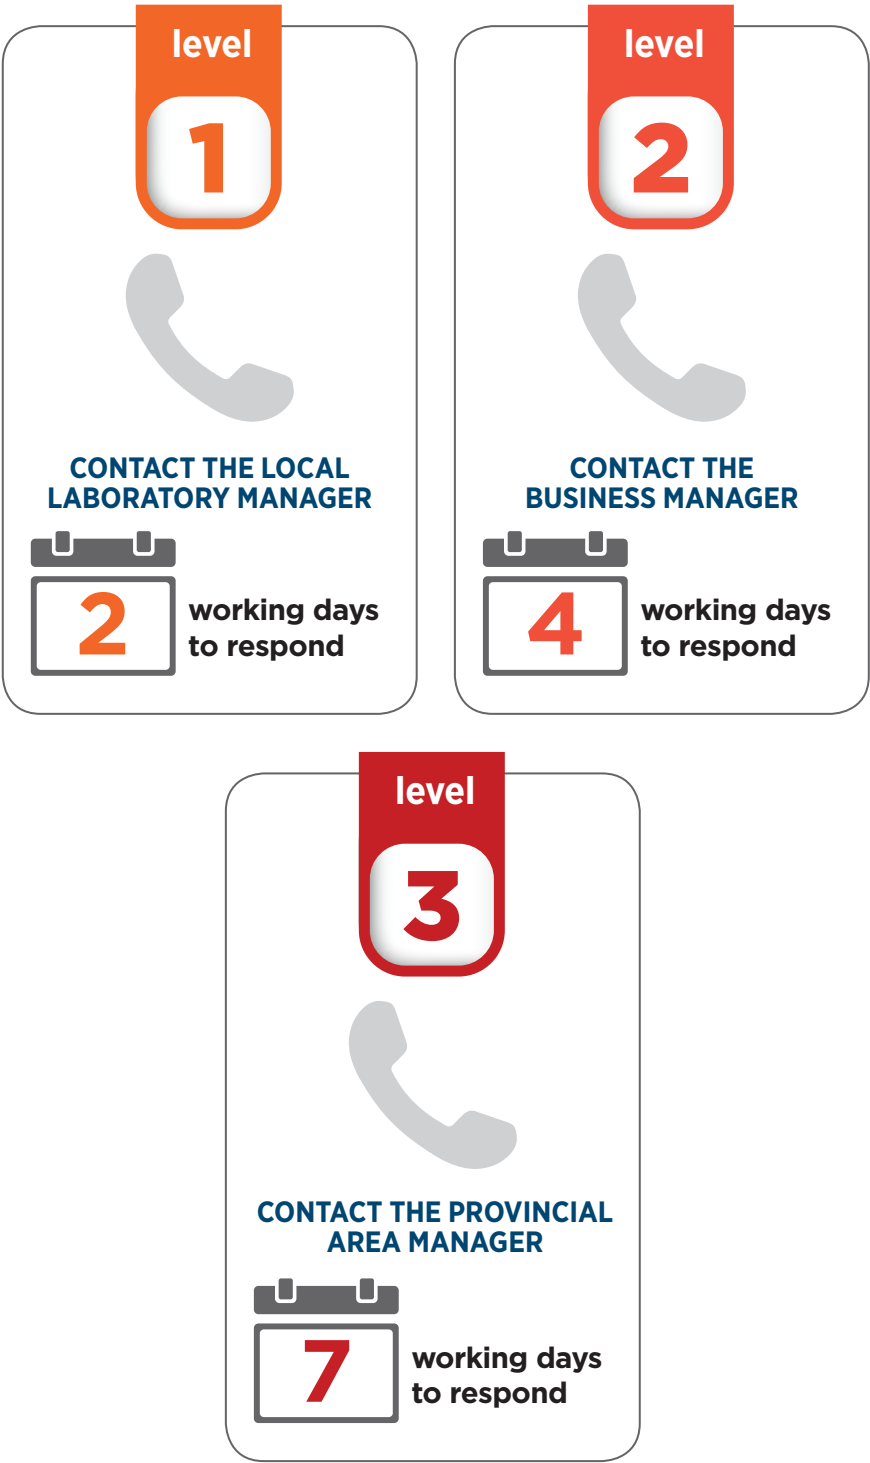 level
1
CONTACT THE LOCAL
LABORATORY MANAGER
2
working days
to respond
level
2
CONTACT THE
BUSINESS MANAGER
4
working days
to respond
level
3
CONTACT THE PROVINCIAL
AREA MANAGER
7
working days
to respond